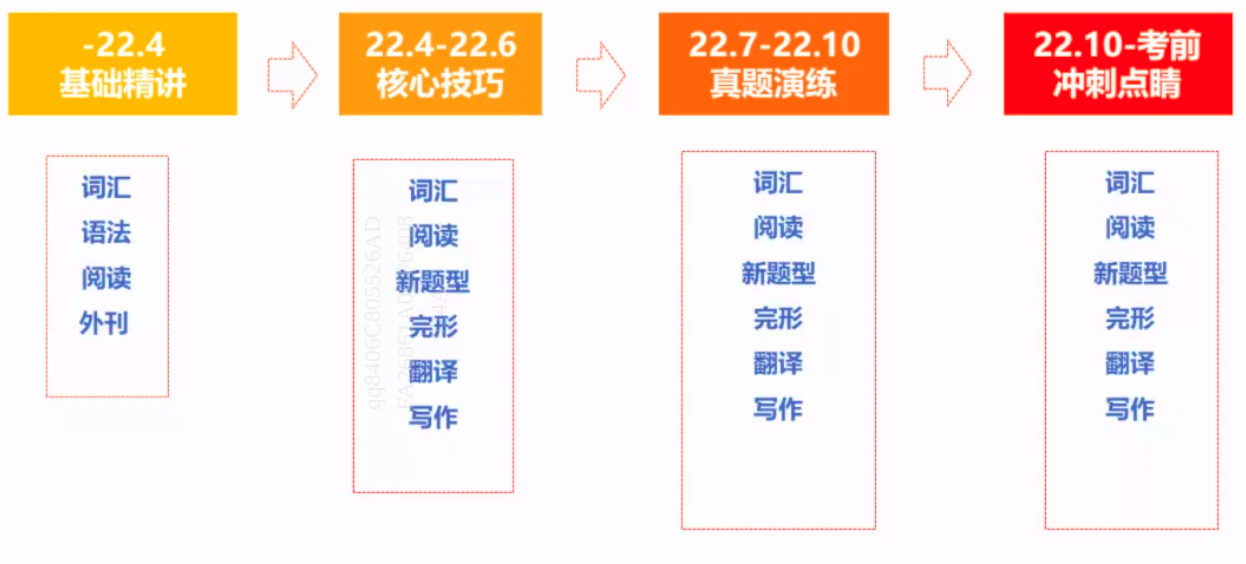 -22.4
基础精讲
22.4-22.6
核心技巧
22.7-22.10
真题演练
22.10-考前
冲刺点睛
词汇
语法
阅读
外刊
词汇
阅读
新题型
完形
翻译
写作
词汇
阅读
新题型
完形
翻译
写作
词汇
阅读
新题型
完形
翻译
写作
qq8406C805526AD